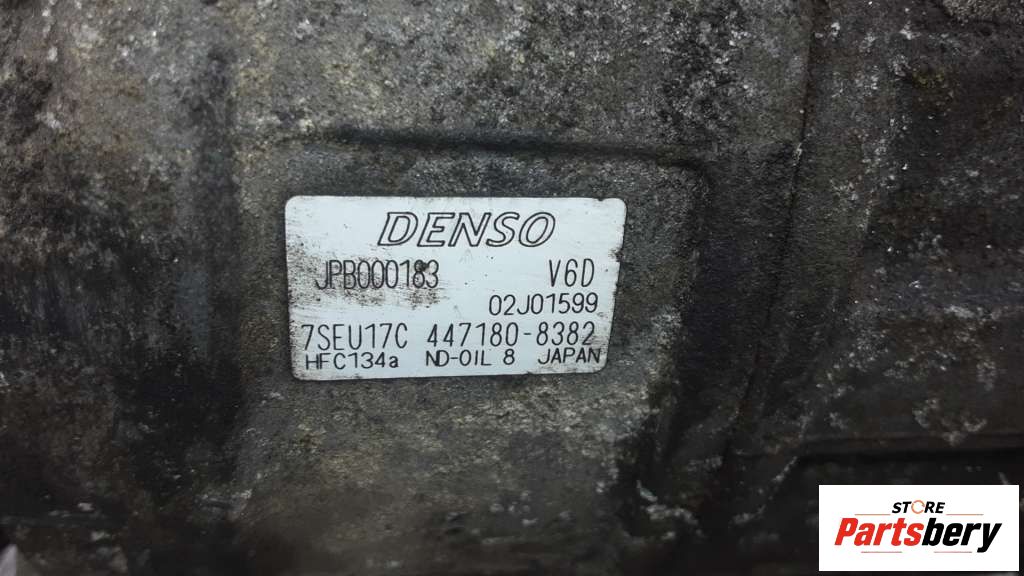 DENSO
JPB000183 V6D
02J01599
7SEU17C 447180-8382
HFC134a ND-OIL 8 JAPAN
STORE
Partsbery